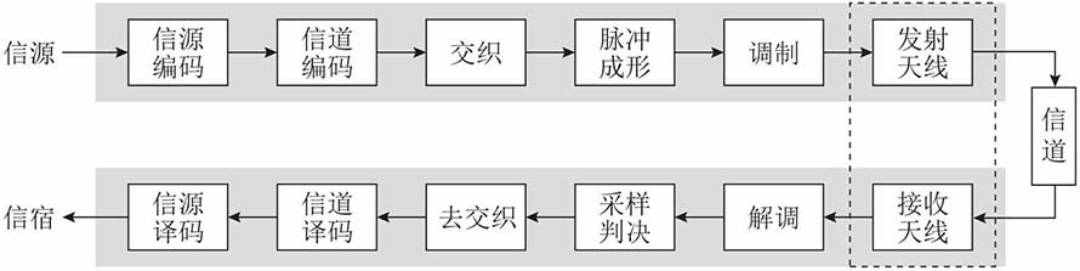 信源
信源
编码
信道
编码
交织
脉冲
成形
调制
发射
天线
信道
信宿
信源
译码
信道
译码
去交织
采样
判决
解调
接收
天线